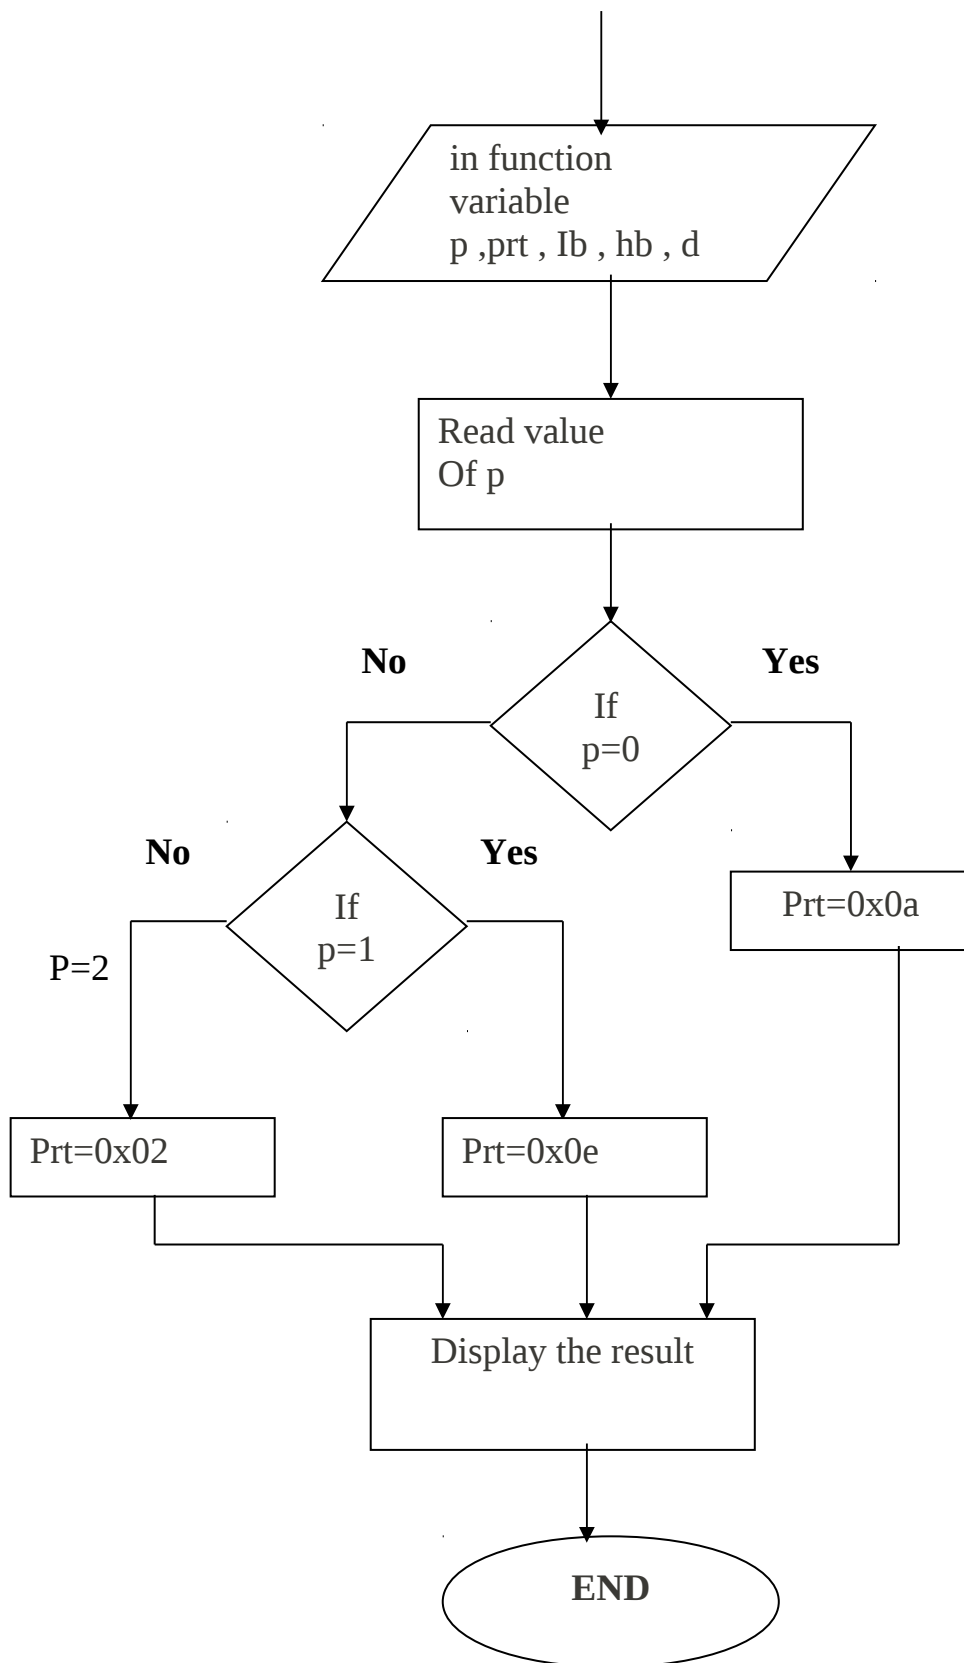 in function
variable
p ,prt , Ib , hb , d
Read value
Of p
No
Yes
If
p=0
No
Yes
If
p=1
Prt=0x0a
P=2
Prt=0x02
Prt=0x0e
Display the result
END